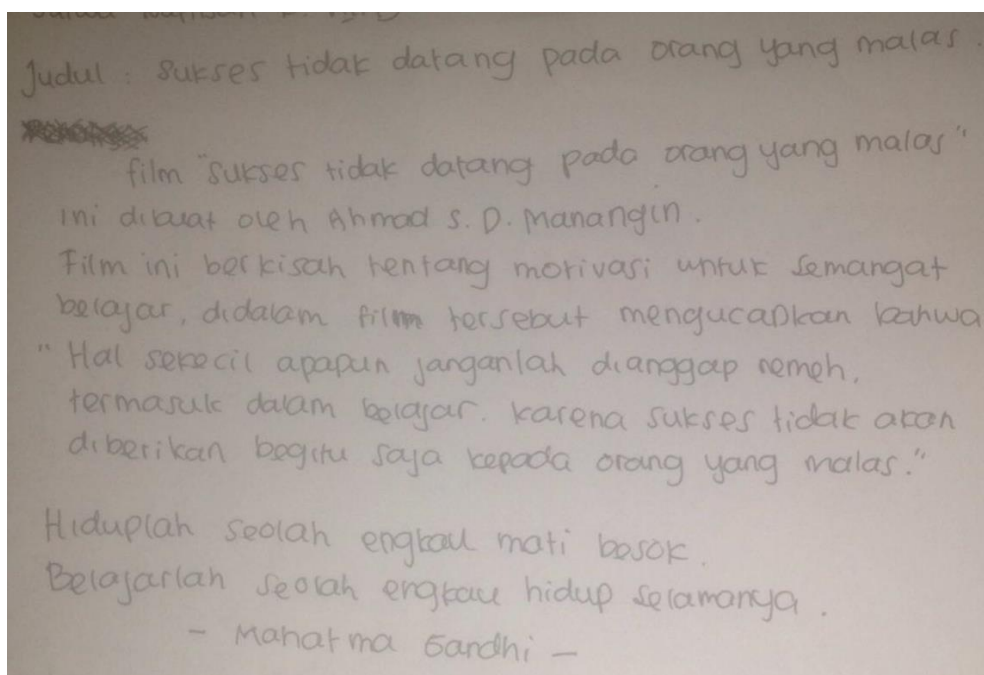 Judul : Sukses tidak datang pada orang yang malas.
film "Sukses tidak datang pada orang yang malas"
ini dibuat oleh Ahmad S. D. Manangin.
Film ini berkisah tentang motivasi untuk semangat
belajar, didalam film tersebut mengucapkan bahwa
" Hal sekecil apapun janganlah dianggap remeh,
termasuk dalam belajar. karena sukses tidak akan
diberikan begitu saja kepada orang yang malas."
Hiduplah seolah engkau mati besok.
Belajarlah seolah engkau hidup selamanya.
- Mahatma Gandhi -